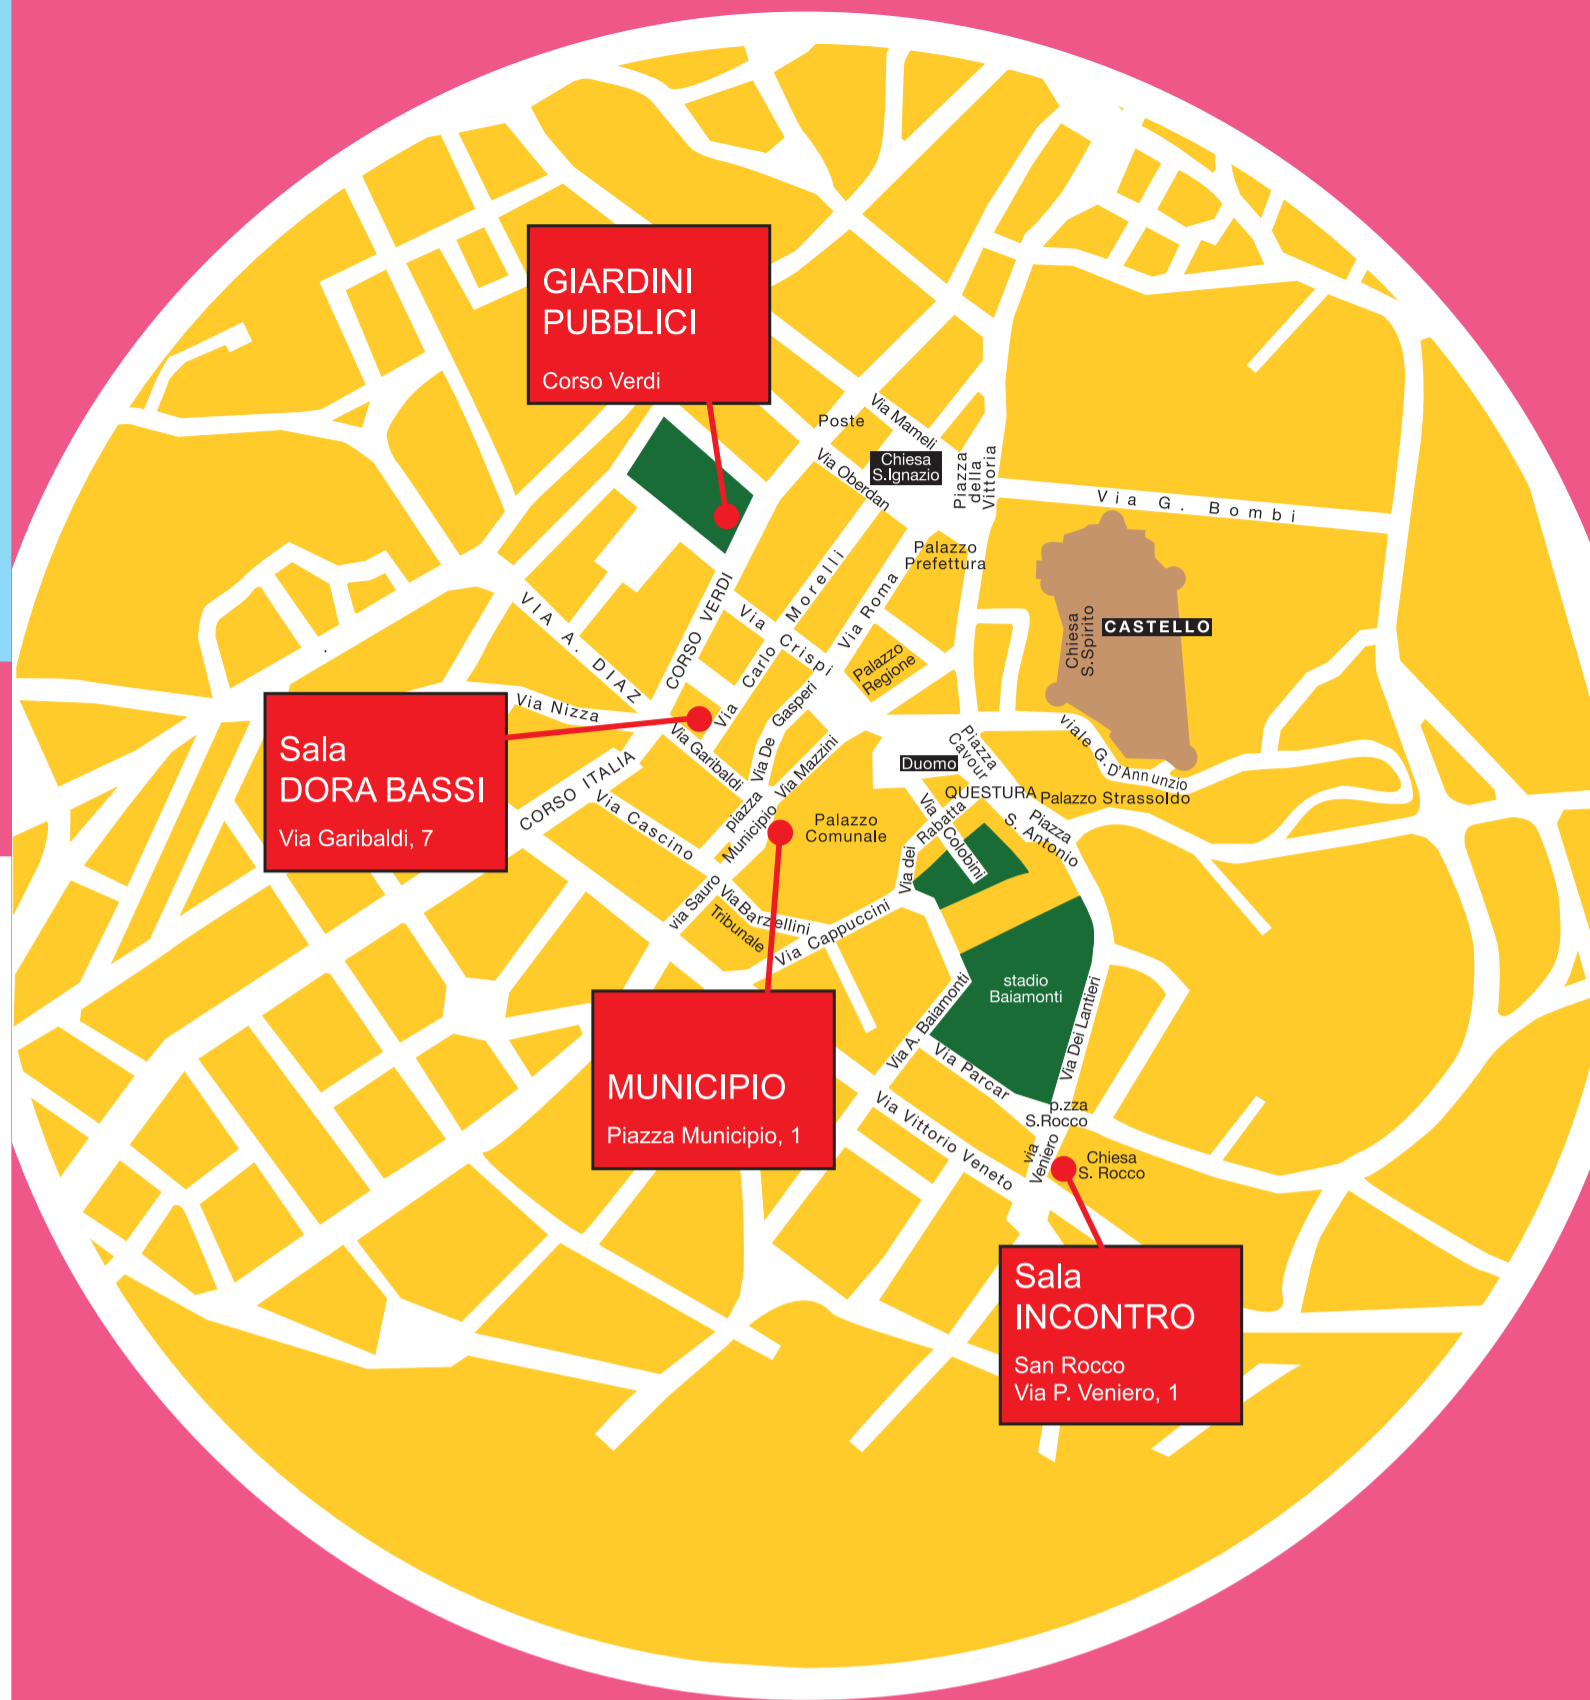 GIARDINI
PUBBLICI
Corso Verdi
Poste
Via Mameli
Chiesa
S.Ignazio
Via Oberdan
Piazza
della
Vittoria
Via G. Bombi
Palazzo
Prefettura
CASTELLO
Chiesa
S.Spirito
VIA A. DIAZ
CORSO VERDI
Via Crispi
Via Carlo Morelli
Via Roma
Palazzo
Regione
Via Nizza
Sala
DORA BASSI
Via Garibaldi, 7
Via Garibaldi
Via De Gasperi
Via Mazzini
CORSO ITALIA
Via Cascino
piazza
Municipio
Palazzo
Comunale
Duomo
Piazza
Cavour
viale G. D'Annunzio
QUESTURA
Palazzo Strassoldo
Piazza
S. Antonio
Via Colobini
Via dei Rabatta
via Sauro
Via Barzellini
Tribunale
Via Cappuccini
stadio
Baiamonti
Via A. Baiamonti
Via Dei Lantieri
Via Parcar
MUNICIPIO
Piazza Municipio, 1
Via Vittorio Veneto
p.zza
S.Rocco
via
Veniero
Chiesa
S. Rocco
Sala
INCONTRO
San Rocco
Via P. Veniero, 1